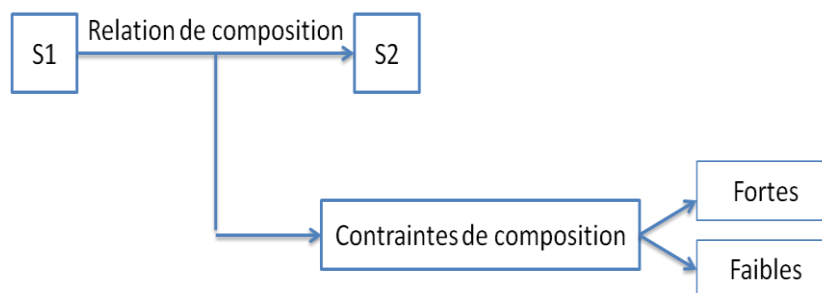 Relation de composition
S1
S2
Fortes
Contraintes de composition
Faibles